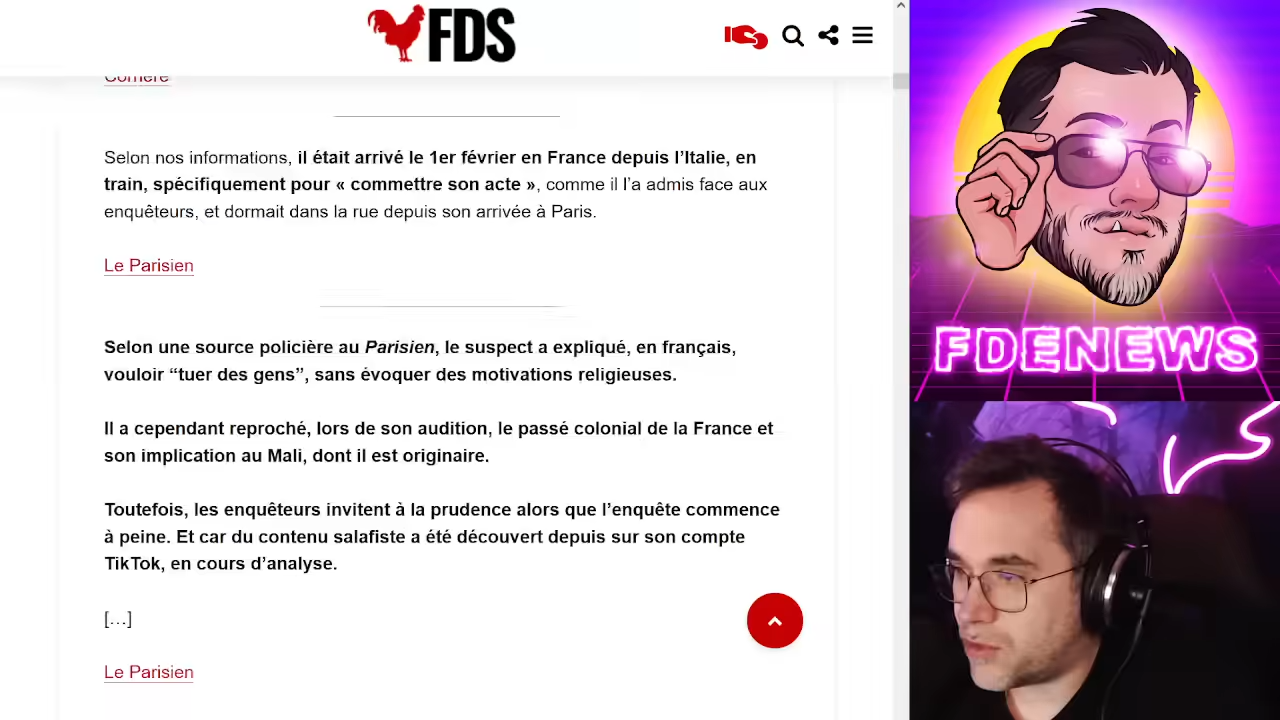 FDS
Corriere
Selon nos informations, il était arrivé le 1er février en France depuis l’Italie, en
train, spécifiquement pour « commettre son acte », comme il l’a admis face aux
enquêteurs, et dormait dans la rue depuis son arrivée à Paris.
Le Parisien
Selon une source policière au Parisien, le suspect a expliqué, en français,
vouloir “tuer des gens”, sans évoquer des motivations religieuses.
Il a cependant reproché, lors de son audition, le passé colonial de la France et
son implication au Mali, dont il est originaire.
Toutefois, les enquêteurs invitent à la prudence alors que l’enquête commence
à peine. Et car du contenu salafiste a été découvert depuis sur son compte
TikTok, en cours d’analyse.
[…]
Le Parisien
FDENEWS